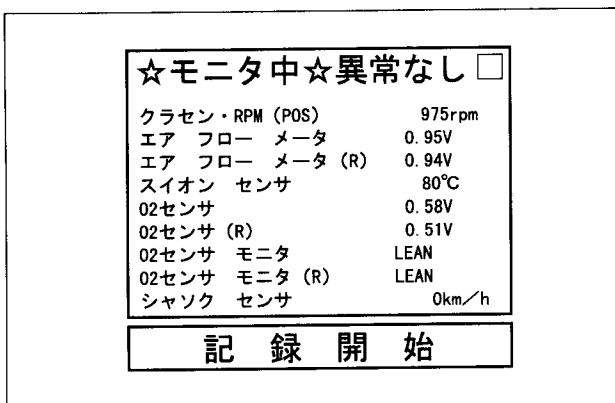 ☆モニタ中☆異常なし□
クラセン・RPM (POS) 975rpm
エア フロー メータ 0.95V
エア フロー メータ (R) 0.94V
スイオン センサ 80℃
O2センサ 0.58V
O2センサ (R) 0.51V
O2センサ モニタ LEAN
O2センサ モニタ (R) LEAN
シャソク センサ 0km/h
記 録 開 始